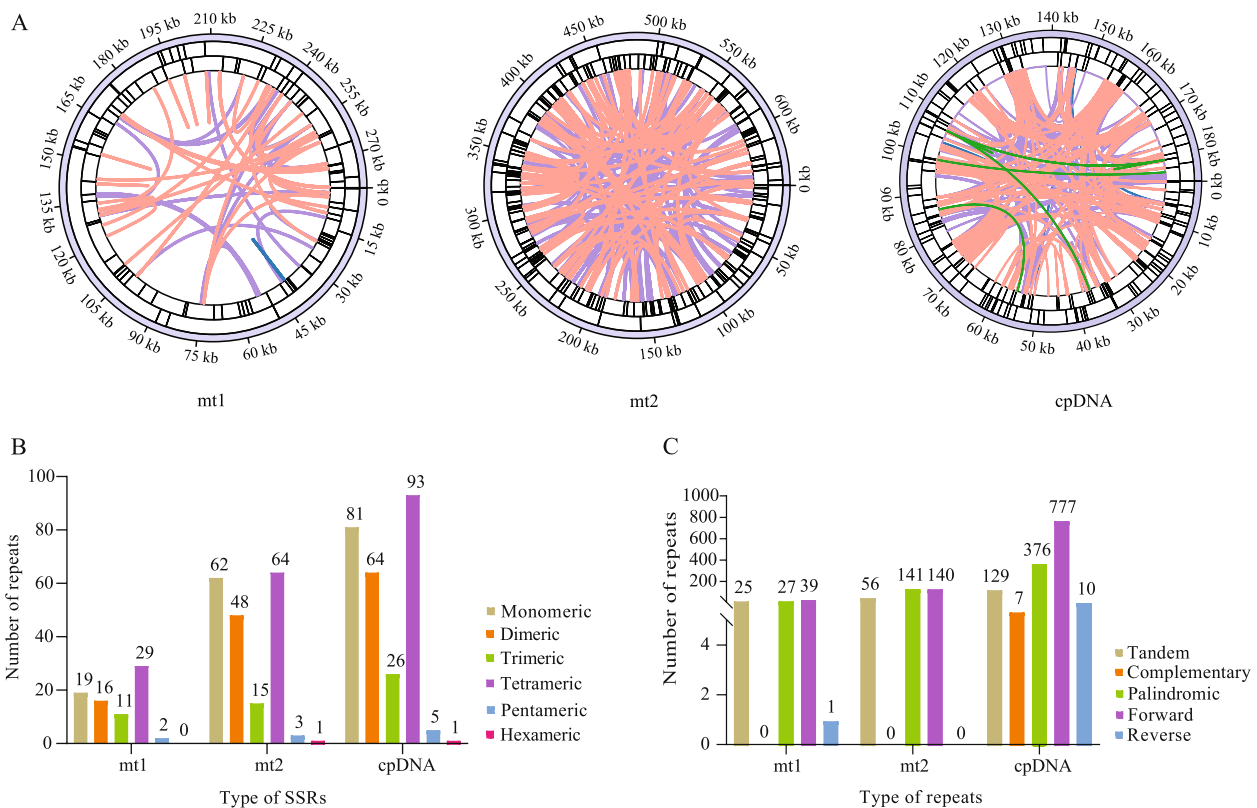 A
0 kb
15 kb
30 kb
45 kb
60 kb
75 kb
90 kb
105 kb
120 kb
135 kb
150 kb
165 kb
180 kb
195 kb
210 kb
225 kb
240 kb
255 kb
270 kb
mt1
0 kb
50 kb
100 kb
150 kb
200 kb
250 kb
300 kb
350 kb
400 kb
450 kb
500 kb
550 kb
600 kb
mt2
0 kb
10 kb
20 kb
30 kb
40 kb
50 kb
60 kb
70 kb
80 kb
90 kb
100 kb
110 kb
120 kb
130 kb
140 kb
150 kb
160 kb
170 kb
180 kb
cpDNA
B
Number of repeats
100
80
60
40
20
0
19 16 11 29 2 0
62 48 15 64 3 1
81 64 26 93 5 1
mt1 mt2 cpDNA
Type of SSRs
Monomeric
Dimeric
Trimeric
Tetrameric
Pentameric
Hexameric
C
Number of repeats
1000
800
600
400
200
4
2
0
25 0 27 39 1
56 0 141 140 0
129 7 376 777 10
mt1 mt2 cpDNA
Type of repeats
Tandem
Complementary
Palindromic
Forward
Reverse